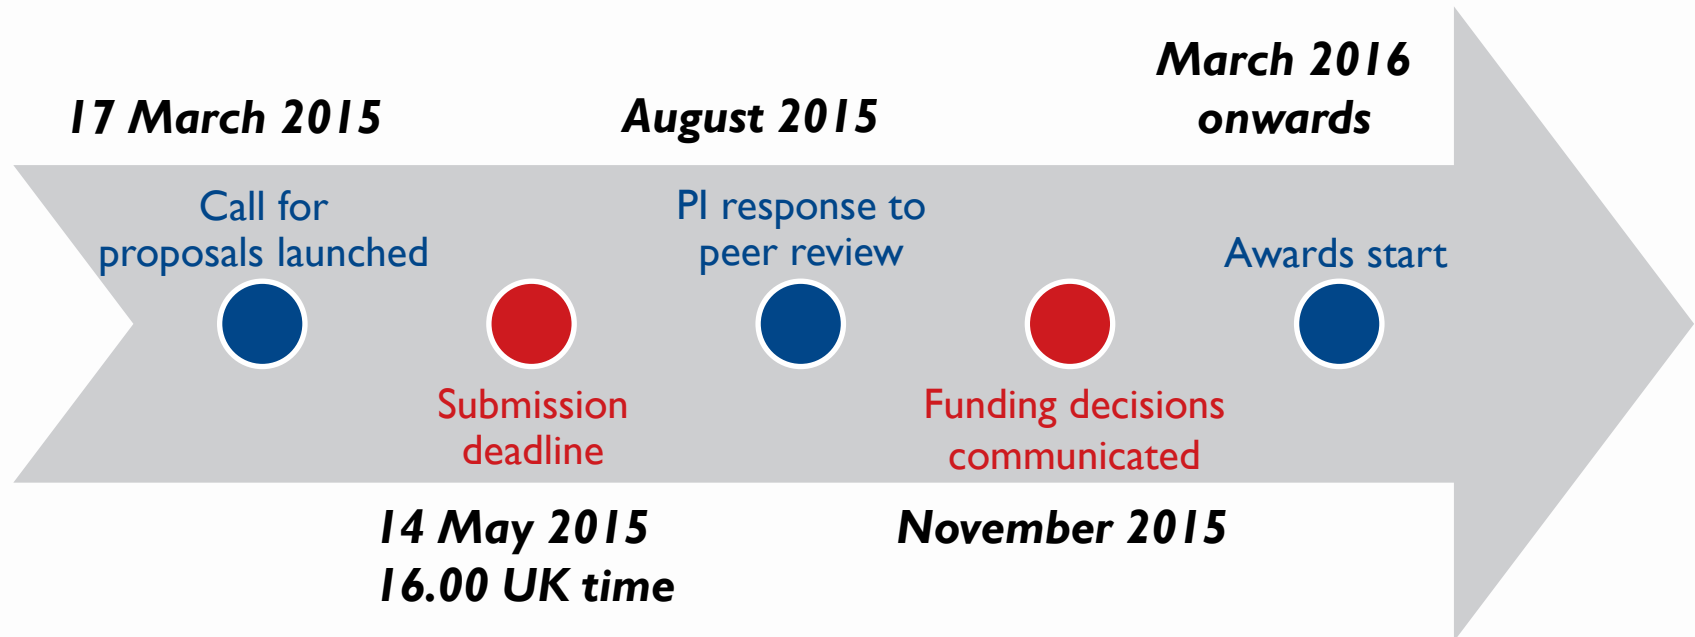 17 March 2015
Call for
proposals launched
Submission
deadline
14 May 2015
16.00 UK time
August 2015
PI response to
peer review
Funding decisions
communicated
November 2015
March 2016
onwards
Awards start